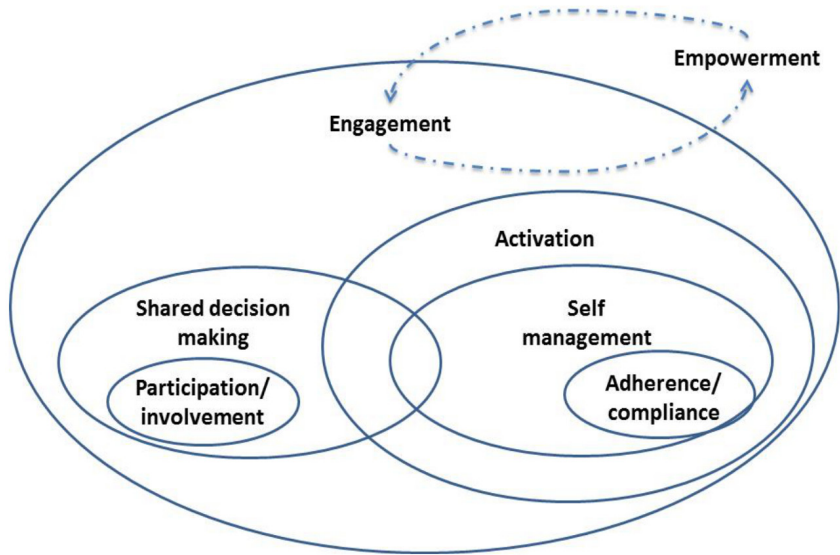 Empowerment
Engagement
Activation
Shared decision
making
Self
management
Participation/
involvement
Adherence/
compliance